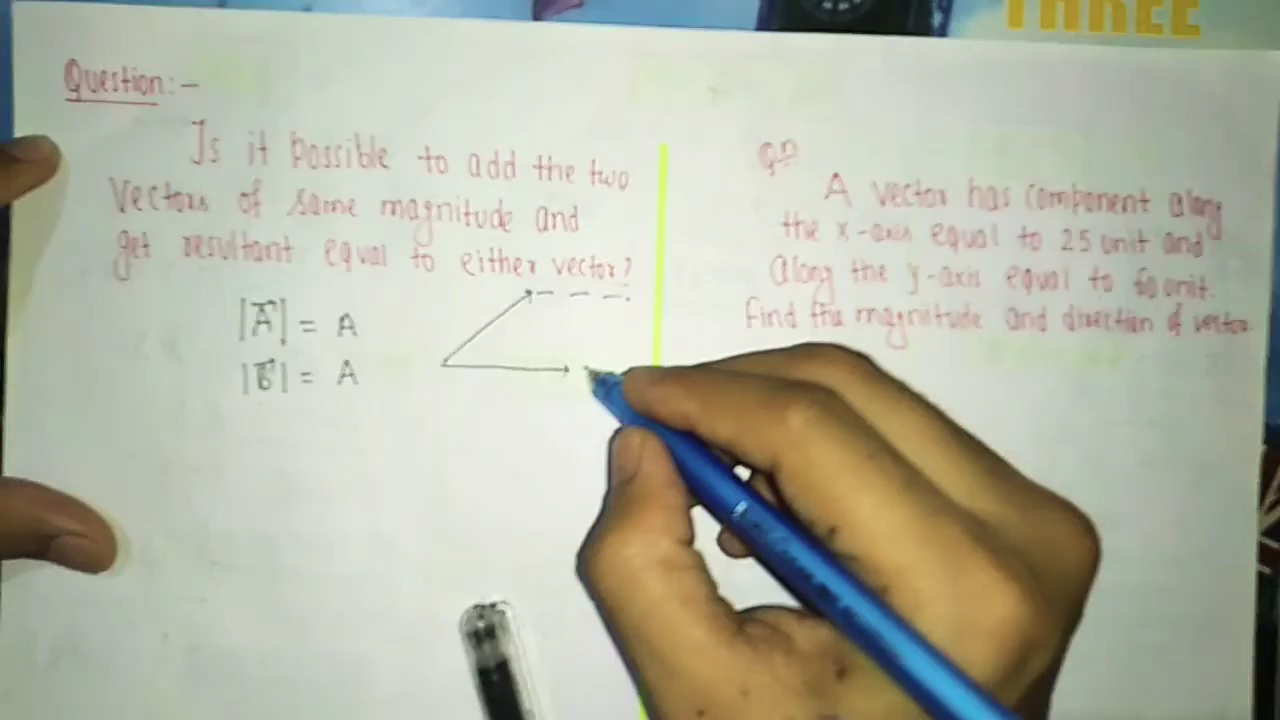 THREE
Question:-
Is it possible to add the two
vectors of same magnitude and
get resultant equal to either vector?
|A⃗| = A
|B⃗| = A
A vector has component along
the x-axis equal to 25 unit and
along the y-axis equal to 60 unit.
Find the magnitude and direction of vector.